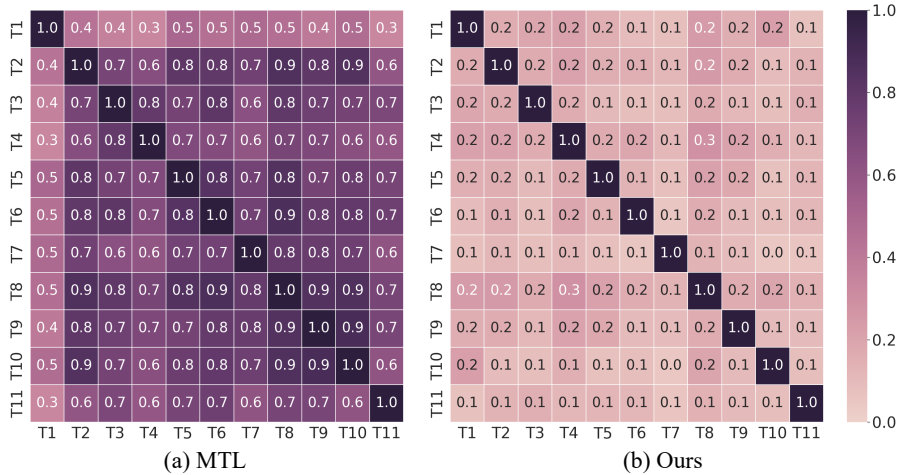 T1 1.0 0.4 0.4 0.3 0.5 0.5 0.5 0.5 0.4 0.5 0.3 T1 1.0 0.2 0.2 0.2 0.2 0.1 0.1 0.2 0.2 0.2 0.1 1.0
T2 0.4 1.0 0.7 0.6 0.8 0.8 0.7 0.9 0.8 0.9 0.6 T2 0.2 1.0 0.2 0.2 0.2 0.1 0.1 0.2 0.2 0.1 0.1
T3 0.4 0.7 1.0 0.8 0.7 0.8 0.6 0.8 0.7 0.7 0.7 T3 0.2 0.2 1.0 0.2 0.1 0.1 0.1 0.2 0.1 0.1 0.1 0.8
T4 0.3 0.6 0.8 1.0 0.7 0.7 0.6 0.7 0.7 0.6 0.6 T4 0.2 0.2 0.2 1.0 0.2 0.2 0.1 0.3 0.2 0.1 0.1
T5 0.5 0.8 0.7 0.7 1.0 0.8 0.7 0.8 0.7 0.8 0.7 T5 0.2 0.2 0.1 0.2 1.0 0.1 0.1 0.2 0.2 0.1 0.1 0.6
T6 0.5 0.8 0.8 0.7 0.8 1.0 0.7 0.9 0.8 0.8 0.7 T6 0.1 0.1 0.1 0.2 0.1 1.0 0.1 0.2 0.1 0.1 0.1
T7 0.5 0.7 0.6 0.6 0.7 0.7 1.0 0.8 0.8 0.7 0.6 T7 0.1 0.1 0.1 0.1 0.1 0.1 1.0 0.1 0.1 0.0 0.1 0.4
T8 0.5 0.9 0.8 0.7 0.8 0.9 0.8 1.0 0.9 0.9 0.7 T8 0.2 0.2 0.2 0.3 0.2 0.2 0.1 1.0 0.2 0.2 0.1
T9 0.4 0.8 0.7 0.7 0.7 0.8 0.8 0.9 1.0 0.9 0.7 T9 0.2 0.2 0.1 0.2 0.2 0.1 0.1 0.2 1.0 0.1 0.1 0.2
T10 0.5 0.9 0.7 0.6 0.8 0.8 0.7 0.9 0.9 1.0 0.6 T10 0.2 0.1 0.1 0.1 0.1 0.1 0.0 0.2 0.1 1.0 0.1
T11 0.3 0.6 0.7 0.6 0.7 0.7 0.6 0.7 0.7 0.6 1.0 T11 0.1 0.1 0.1 0.1 0.1 0.1 0.1 0.1 0.1 0.1 1.0 0.0
T1 T2 T3 T4 T5 T6 T7 T8 T9 T10 T11 T1 T2 T3 T4 T5 T6 T7 T8 T9 T10 T11
(a) MTL (b) Ours